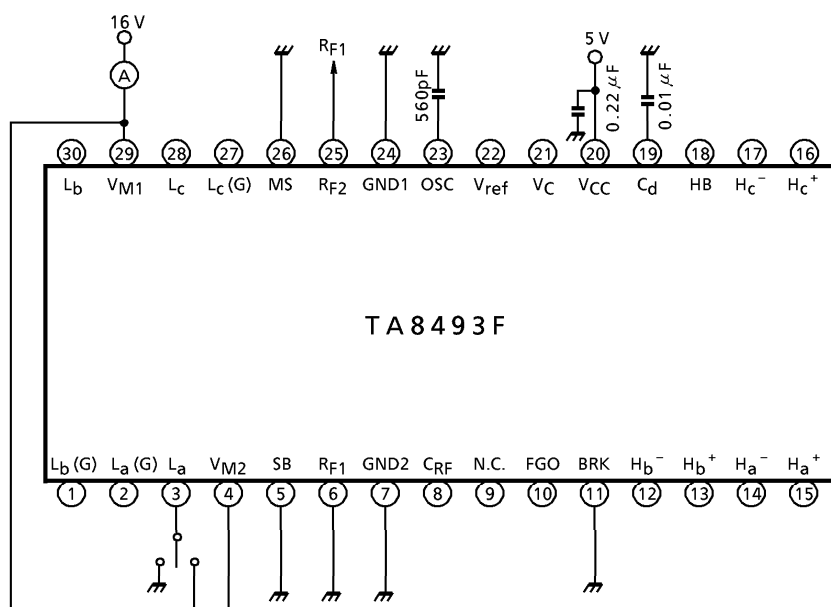 16 V
A
RF1
5 V
560pF
0.22 μF
0.01 μF
30 29 28 27 26 25 24 23 22 21 20 19 18 17 16
Lb VM1 Lc Lc (G) MS RF2 GND1 OSC Vref VC VCC Cd HB Hc⁻ Hc⁺
TA8493F
Lb (G) La (G) La VM2 SB RF1 GND2 CRF N.C. FGO BRK Hb⁻ Hb⁺ Ha⁻ Ha⁺
1 2 3 4 5 6 7 8 9 10 11 12 13 14 15